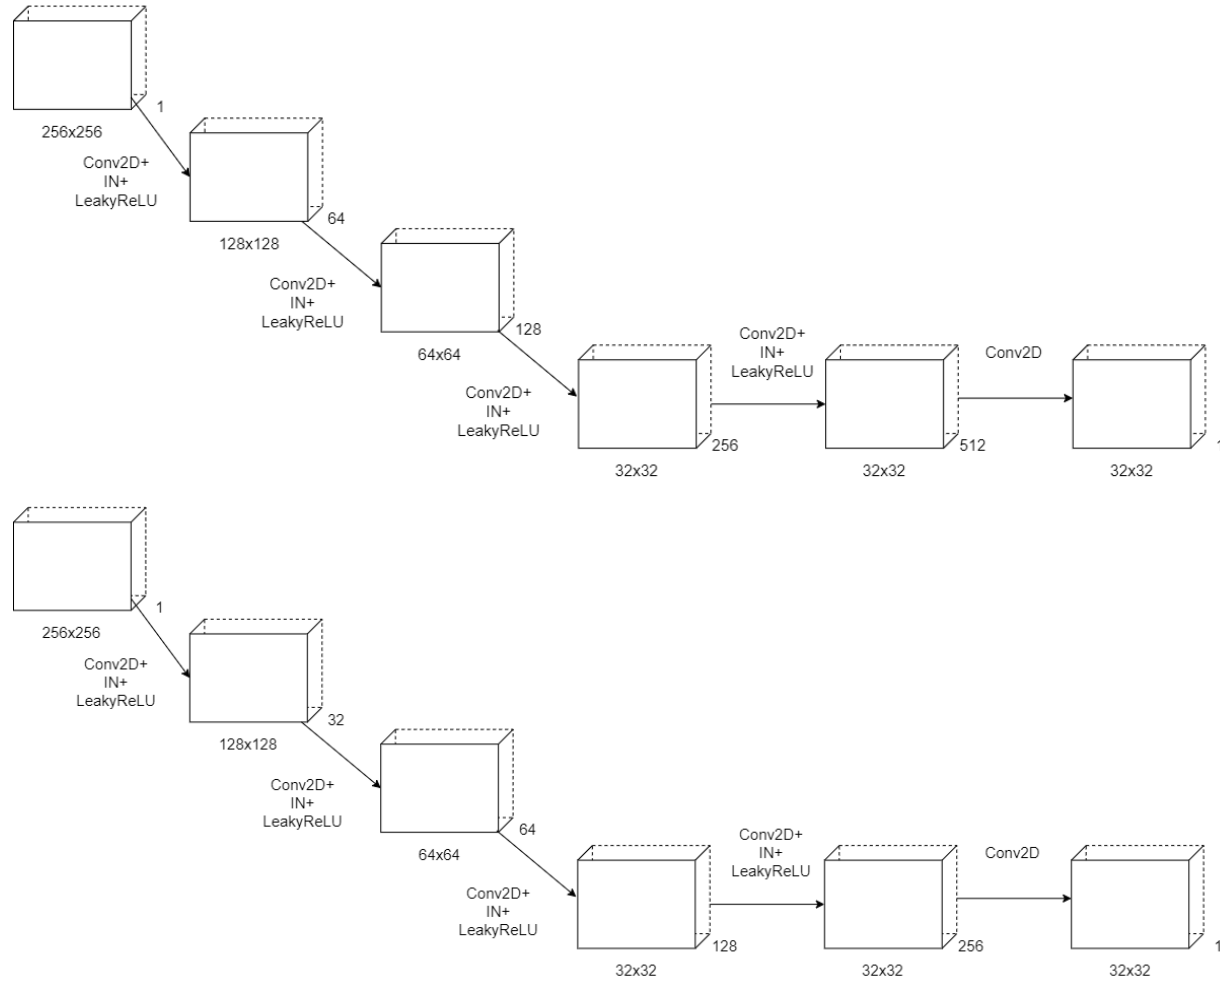 1
256x256
Conv2D+
IN+
LeakyReLU
64
128x128
Conv2D+
IN+
LeakyReLU
128
64x64
Conv2D+
IN+
LeakyReLU
256
32x32
Conv2D+
IN+
LeakyReLU
512
32x32
Conv2D
1
32x32
1
256x256
Conv2D+
IN+
LeakyReLU
32
128x128
Conv2D+
IN+
LeakyReLU
64
64x64
Conv2D+
IN+
LeakyReLU
128
32x32
Conv2D+
IN+
LeakyReLU
256
32x32
Conv2D
1
32x32